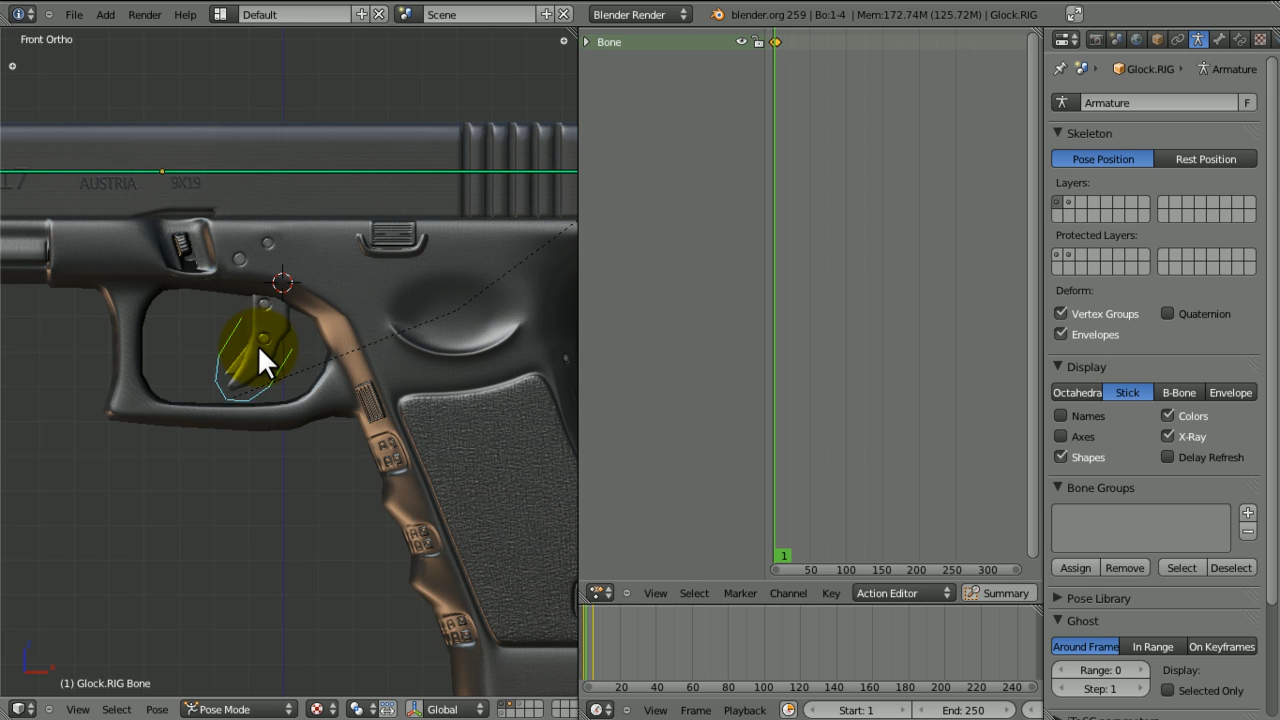 File Add Render Help Default Scene Blender Render blender.org 259 | Bo:1-4 | Mem:172.74M (125.72M) | Glock.RIG
Front Ortho
Bone
Glock.RIG Armature
Armature F
Skeleton
Pose Position Rest Position
17 AUSTRIA 9X19
Layers:
Protected Layers:
Deform:
Vertex Groups Quaternion
Envelopes
Display
Octahedra Stick B-Bone Envelope
Names Colors
Axes X-Ray
Shapes Delay Refresh
Bone Groups
1
50 100 150 200 250 300
Assign Remove Select Deselect
View Select Marker Channel Key Action Editor Summary
Pose Library
Ghost
Around Frame In Range On Keyframes
Range: 0 Display:
Step: 1 Selected Only
(1) Glock.RIG Bone
20 40 60 80 100 120 140 160 180 200 220 240
View Select Pose Pose Mode Global
View Frame Playback Start: 1 End: 250